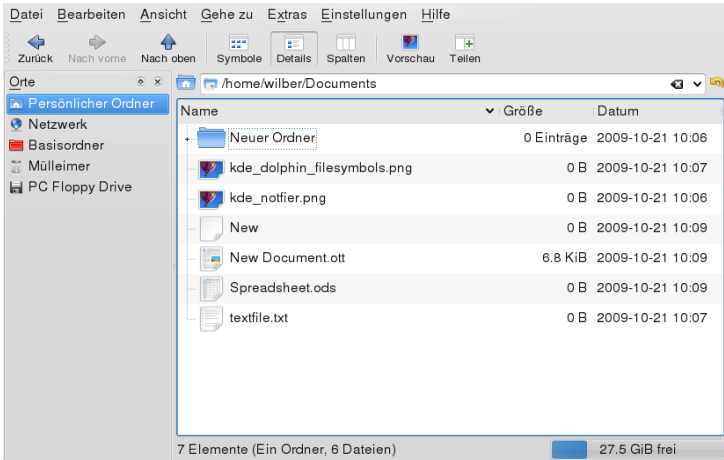 Datei Bearbeiten Ansicht Gehe zu Extras Einstellungen Hilfe
Zurück Nach vorne Nach oben Symbole Details Spalten Vorschau Teilen
Orte
/home/wilber/Documents
Persönlicher Ordner
Netzwerk
Basisordner
Mülleimer
PC Floppy Drive
Name Größe Datum
Neuer Ordner 0 Einträge 2009-10-21 10:06
kde_dolphin_filesymbols.png 0 B 2009-10-21 10:07
kde_notfier.png 0 B 2009-10-21 10:06
New 0 B 2009-10-21 10:09
New Document.ott 6.8 KiB 2009-10-21 10:09
Spreadsheet.ods 0 B 2009-10-21 10:09
textfile.txt 0 B 2009-10-21 10:07
7 Elemente (Ein Ordner, 6 Dateien) 27.5 GiB frei